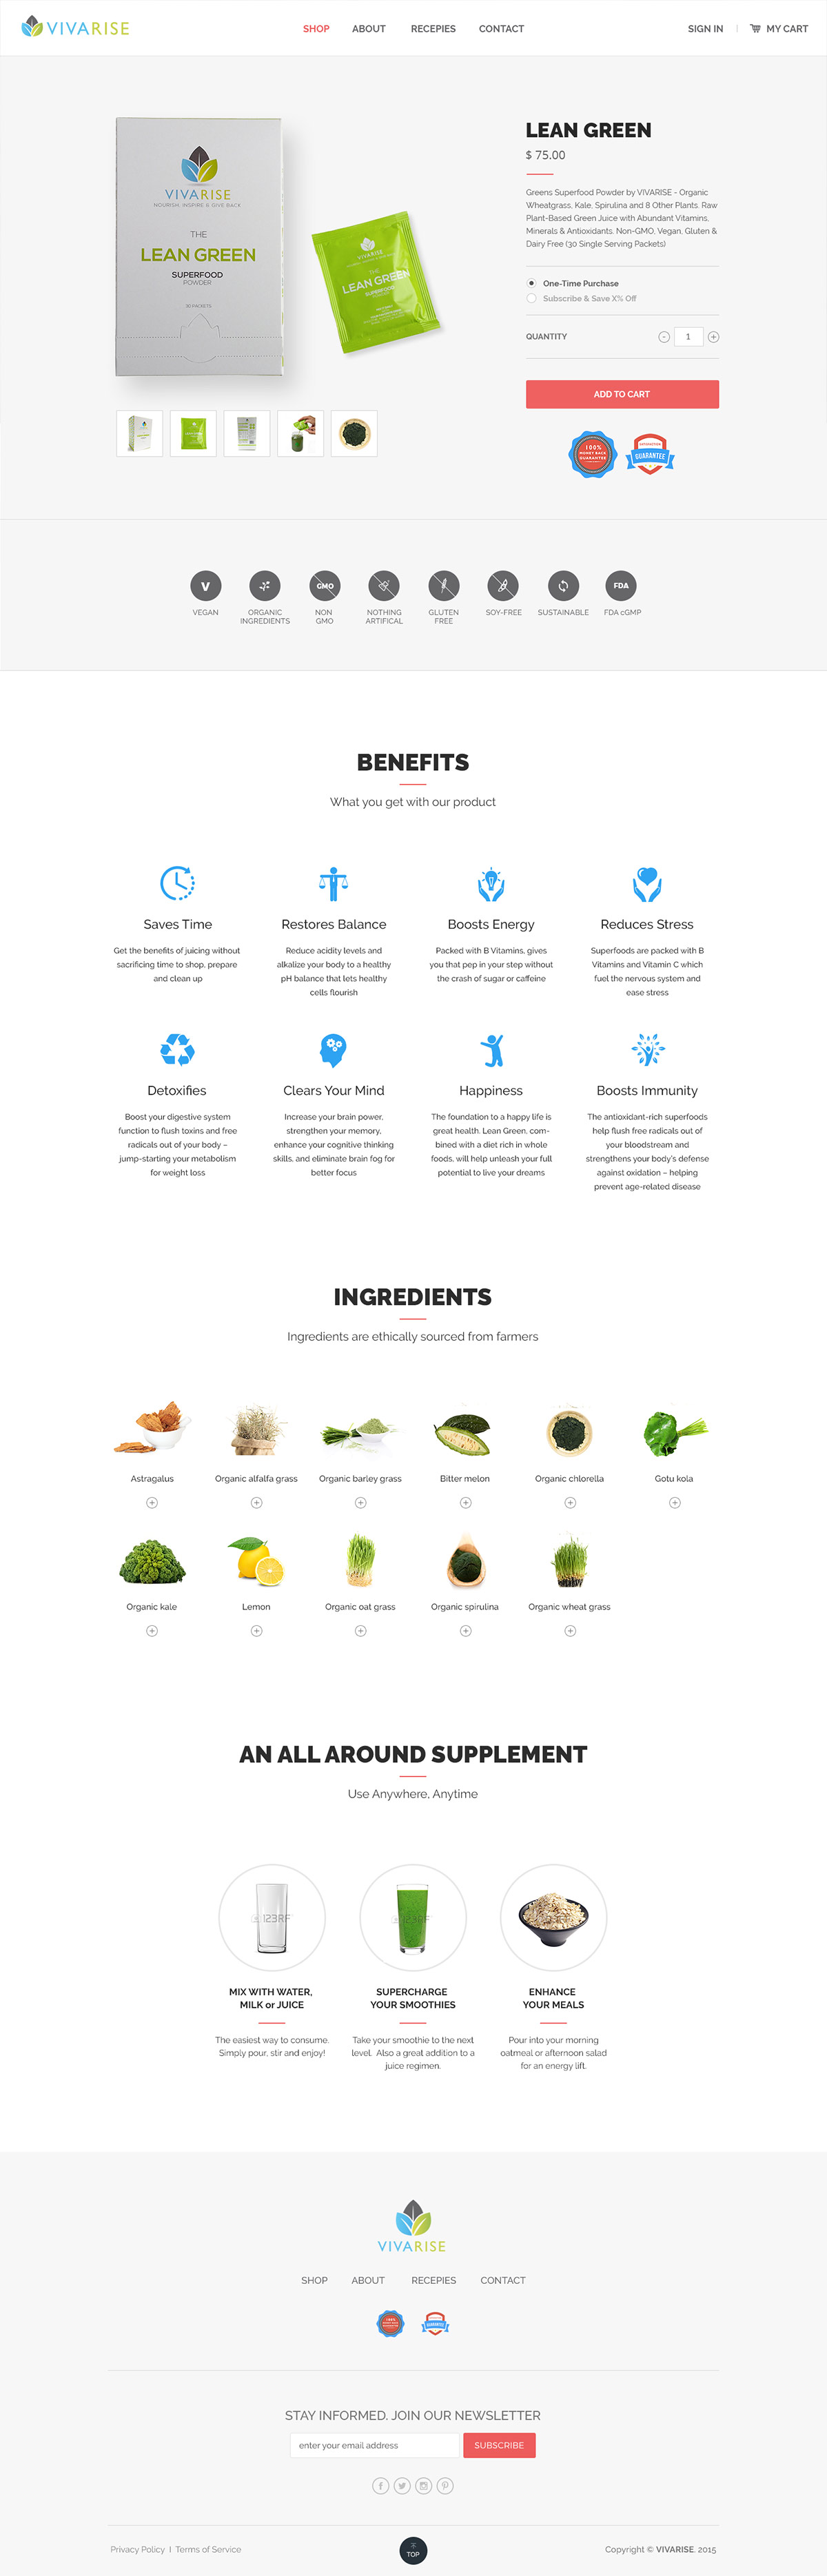 VIVARISE
SHOP
ABOUT
RECEPIES
CONTACT
SIGN IN
MY CART
VIVARISE
NOURISH, INSPIRE & GIVE BACK
THE
LEAN GREEN
SUPERFOOD
POWDER
30 PACKETS
VIVARISE
THE
LEAN GREEN
SUPERFOOD
LEAN GREEN
$ 75.00
Greens Superfood Powder by VIVARISE - Organic
Wheatgrass, Kale, Spirulina and 8 Other Plants. Raw
Plant-Based Green Juice with Abundant Vitamins,
Minerals & Antioxidants. Non-GMO, Vegan, Gluten &
Dairy Free (30 Single Serving Packets)
One-Time Purchase
Subscribe & Save X% Off
QUANTITY
- 1 +
ADD TO CART
100%
MONEY BACK
GUARANTEE
SATISFACTION
GUARANTEE
V
GMO
FDA
VEGAN
ORGANIC
INGREDIENTS
NON
GMO
NOTHING
ARTIFICAL
GLUTEN
FREE
SOY-FREE
SUSTAINABLE
FDA cGMP
BENEFITS
What you get with our product
Saves Time
Get the benefits of juicing without
sacrificing time to shop, prepare
and clean up
Restores Balance
Reduce acidity levels and
alkalize your body to a healthy
pH balance that lets healthy
cells flourish
Boosts Energy
Packed with B Vitamins, gives
you that pep in your step without
the crash of sugar or caffeine
Reduces Stress
Superfoods are packed with B
Vitamins and Vitamin C which
fuel the nervous system and
ease stress
Detoxifies
Boost your digestive system
function to flush toxins and free
radicals out of your body –
jump-starting your metabolism
for weight loss
Clears Your Mind
Increase your brain power,
strengthen your memory,
enhance your cognitive thinking
skills, and eliminate brain fog for
better focus
Happiness
The foundation to a happy life is
great health. Lean Green, com-
bined with a diet rich in whole
foods, will help unleash your full
potential to live your dreams
Boosts Immunity
The antioxidant-rich superfoods
help flush free radicals out of
your bloodstream and
strengthens your body's defense
against oxidation – helping
prevent age-related disease
INGREDIENTS
Ingredients are ethically sourced from farmers
Astragalus
Organic alfalfa grass
Organic barley grass
Bitter melon
Organic chlorella
Gotu kola
Organic kale
Lemon
Organic oat grass
Organic spirulina
Organic wheat grass
AN ALL AROUND SUPPLEMENT
Use Anywhere, Anytime
123RF
123RF
MIX WITH WATER,
MILK or JUICE
The easiest way to consume.
Simply pour, stir and enjoy!
SUPERCHARGE
YOUR SMOOTHIES
Take your smoothie to the next
level. Also a great addition to a
juice regimen.
ENHANCE
YOUR MEALS
Pour into your morning
oatmeal or afternoon salad
for an energy lift.
VIVARISE
SHOP
ABOUT
RECEPIES
CONTACT
100%
MONEY BACK
GUARANTEE
GUARANTEE
STAY INFORMED. JOIN OUR NEWSLETTER
enter your email address
SUBSCRIBE
Privacy Policy | Terms of Service
TOP
Copyright © VIVARISE. 2015